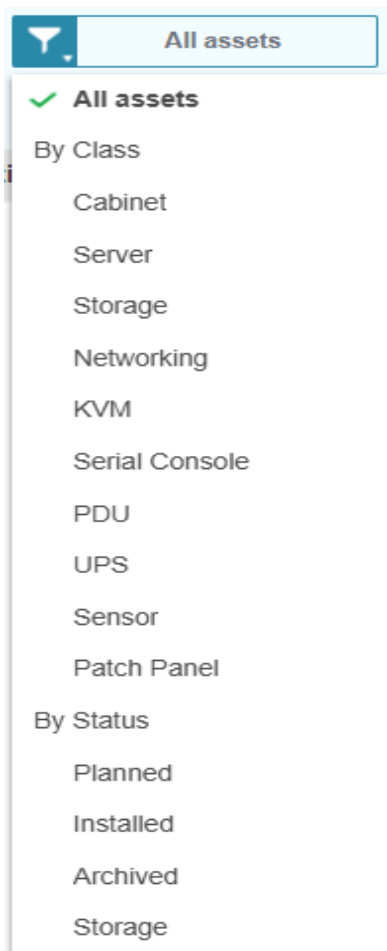 All assets
All assets
By Class
Cabinet
Server
Storage
Networking
KVM
Serial Console
PDU
UPS
Sensor
Patch Panel
By Status
Planned
Installed
Archived
Storage